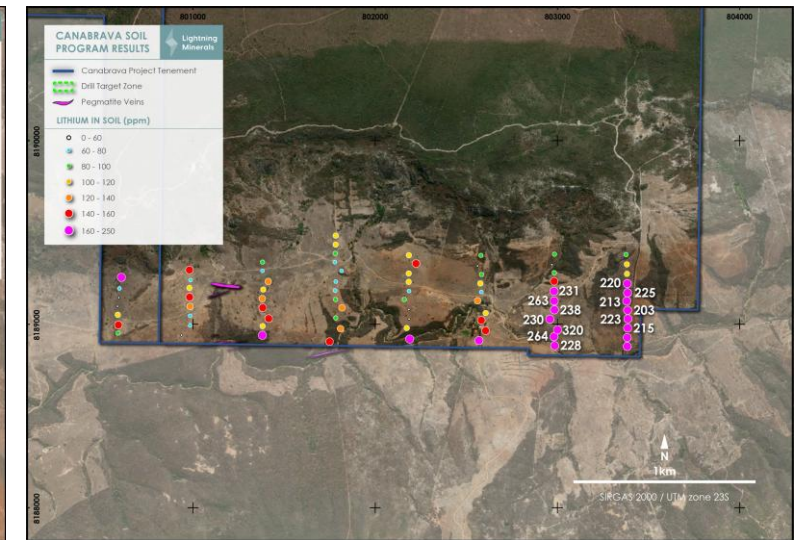 801000
802000
803000
804000
CANABRAVA SOIL
PROGRAM RESULTS
Lightning
Minerals
Canabrava Project Tenement
Drill Target Zone
Pegmatite Veins
LITHIUM IN SOIL (ppm)
0 - 60
60 - 80
80 - 100
100 - 120
120 - 140
140 - 160
160 - 250
8190000
8189000
8188000
231
263
238
230
320
264
228
220
225
213
203
223
215
N
1km
SIRGAS 2000 / UTM zone 23S